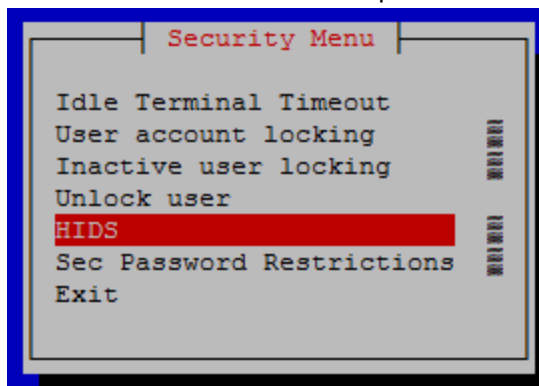 Security Menu
Idle Terminal Timeout
User account locking
Inactive user locking
Unlock user
HIDS
Sec Password Restrictions
Exit